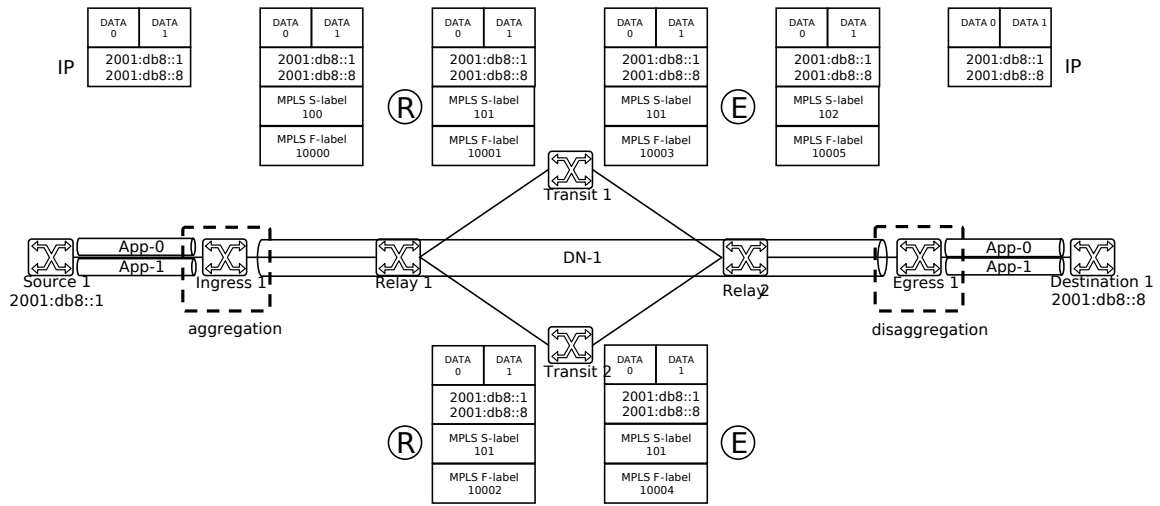 IP
DATA 0
DATA 1
2001:db8::1
2001:db8::8
DATA 0
DATA 1
2001:db8::1
2001:db8::8
MPLS S-label
100
MPLS F-label
10000
R
DATA 0
DATA 1
2001:db8::1
2001:db8::8
MPLS S-label
101
MPLS F-label
10001
DATA 0
DATA 1
2001:db8::1
2001:db8::8
MPLS S-label
101
MPLS F-label
10003
E
DATA 0
DATA 1
2001:db8::1
2001:db8::8
MPLS S-label
102
MPLS F-label
10005
DATA 0
DATA 1
2001:db8::1
2001:db8::8
IP
Transit 1
App-0
App-1
DN-1
App-0
App-1
Source 1
2001:db8::1
Ingress 1
Relay 1
Relay 2
Egress 1
Destination 1
2001:db8::8
aggregation
disaggregation
Transit 2
R
DATA 0
DATA 1
2001:db8::1
2001:db8::8
MPLS S-label
101
MPLS F-label
10002
DATA 0
DATA 1
2001:db8::1
2001:db8::8
MPLS S-label
101
MPLS F-label
10004
E